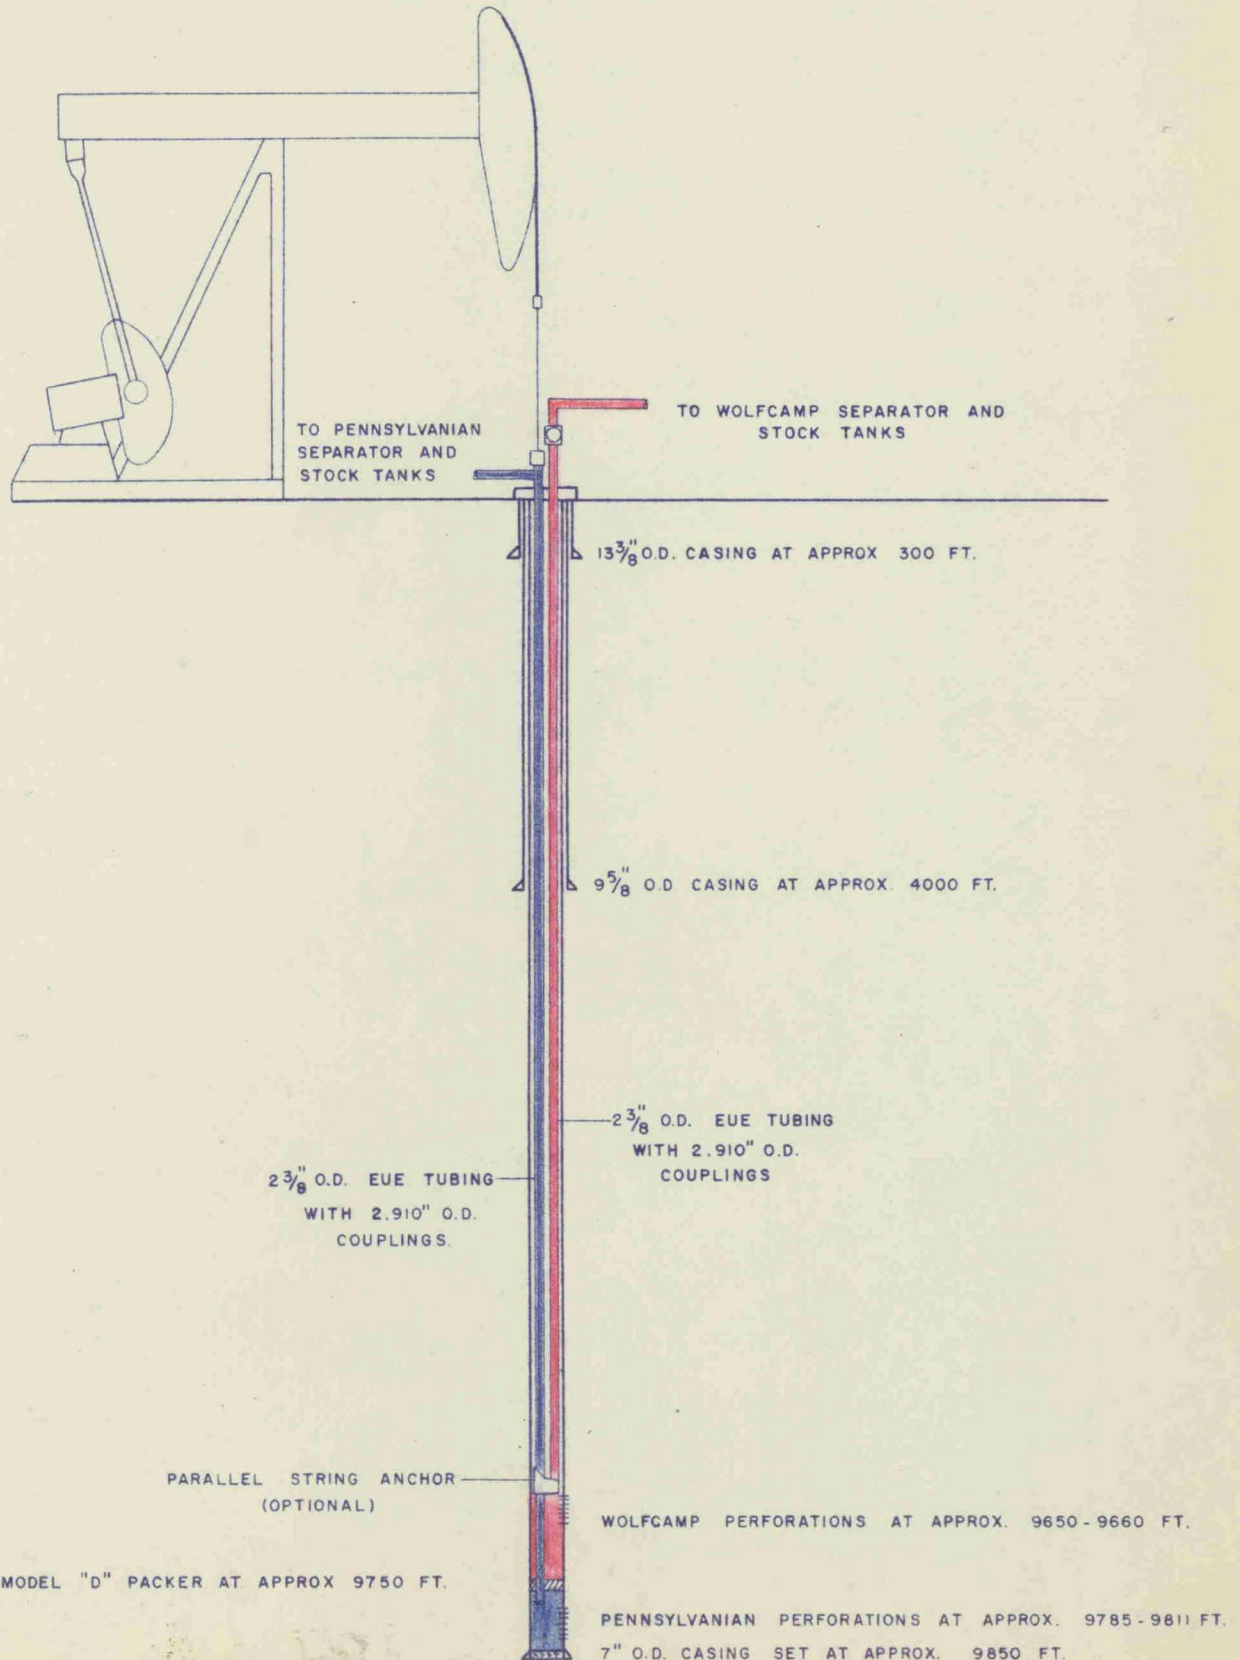 TO WOLFCAMP SEPARATOR AND
STOCK TANKS
TO PENNSYLVANIAN
SEPARATOR AND
STOCK TANKS
13⅜" O.D. CASING AT APPROX 300 FT.
9⅝" O.D CASING AT APPROX. 4000 FT.
2⅜" O.D. EUE TUBING
WITH 2.910" O.D.
COUPLINGS
2⅜" O.D. EUE TUBING
WITH 2.910" O.D.
COUPLINGS.
PARALLEL STRING ANCHOR
(OPTIONAL)
WOLFCAMP PERFORATIONS AT APPROX. 9650-9660 FT.
MODEL "D" PACKER AT APPROX 9750 FT.
PENNSYLVANIAN PERFORATIONS AT APPROX. 9785-9811 FT.
7" O.D. CASING SET AT APPROX. 9850 FT.